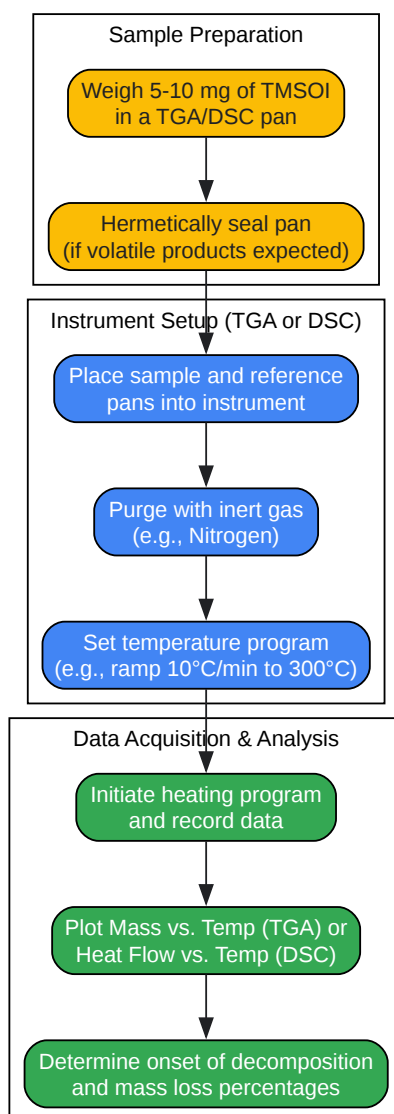 Sample Preparation
Weigh 5-10 mg of TMSOI
in a TGA/DSC pan
Hermetically seal pan
(if volatile products expected)
Instrument Setup (TGA or DSC)
Place sample and reference
pans into instrument
Purge with inert gas
(e.g., Nitrogen)
Set temperature program
(e.g., ramp 10°C/min to 300°C)
Data Acquisition & Analysis
Initiate heating program
and record data
Plot Mass vs. Temp (TGA) or
Heat Flow vs. Temp (DSC)
Determine onset of decomposition
and mass loss percentages